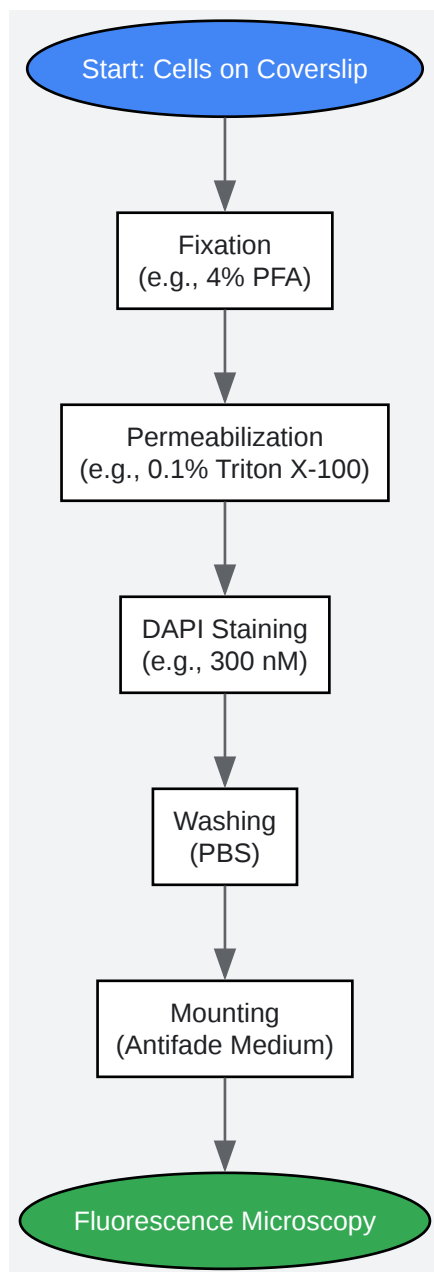 Start: Cells on Coverslip
Fixation
(e.g., 4% PFA)
Permeabilization
(e.g., 0.1% Triton X-100)
DAPI Staining
(e.g., 300 nM)
Washing
(PBS)
Mounting
(Antifade Medium)
Fluorescence Microscopy